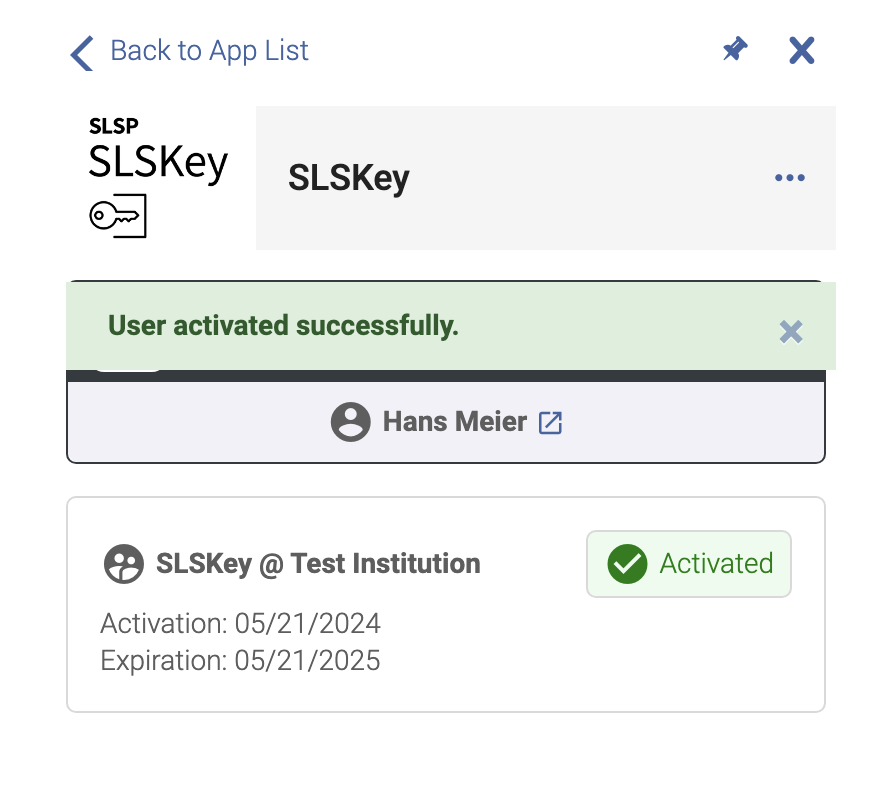 Back to App List
SLSP
SLSKey
SLSKey
User activated successfully.
Hans Meier
SLSKey @ Test Institution
Activated
Activation: 05/21/2024
Expiration: 05/21/2025